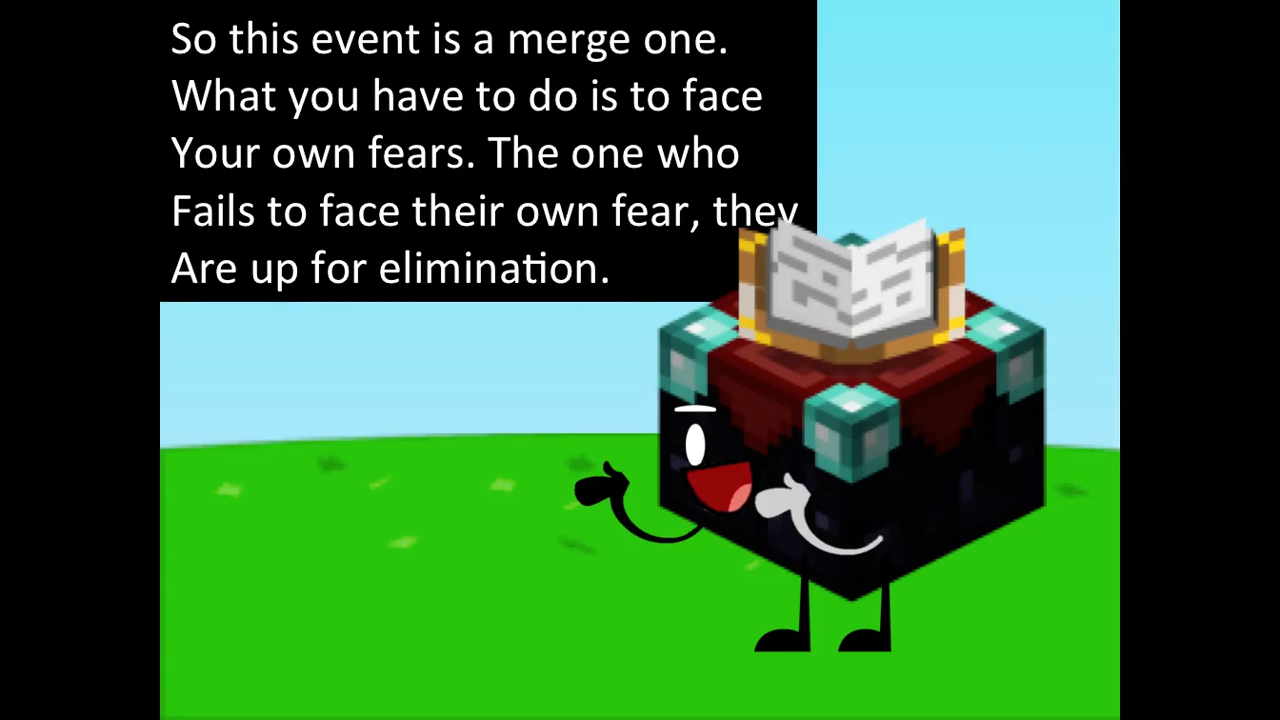 So this event is a merge one.
What you have to do is to face
Your own fears. The one who
Fails to face their own fear, they
Are up for elimination.